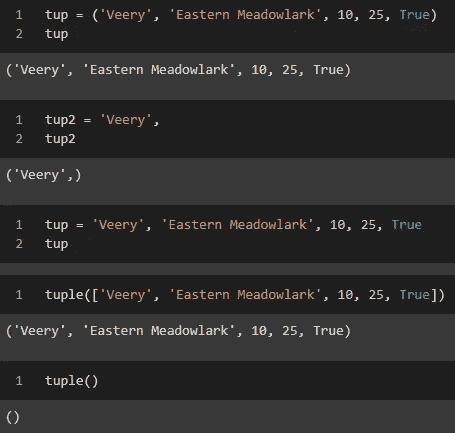 1 tup = ('Veery', 'Eastern Meadowlark', 10, 25, True)
2 tup
('Veery', 'Eastern Meadowlark', 10, 25, True)
1 tup2 = 'Veery',
2 tup2
('Veery',)
1 tup = 'Veery', 'Eastern Meadowlark', 10, 25, True
2 tup
1 tuple(['Veery', 'Eastern Meadowlark', 10, 25, True])
('Veery', 'Eastern Meadowlark', 10, 25, True)
1 tuple()
()